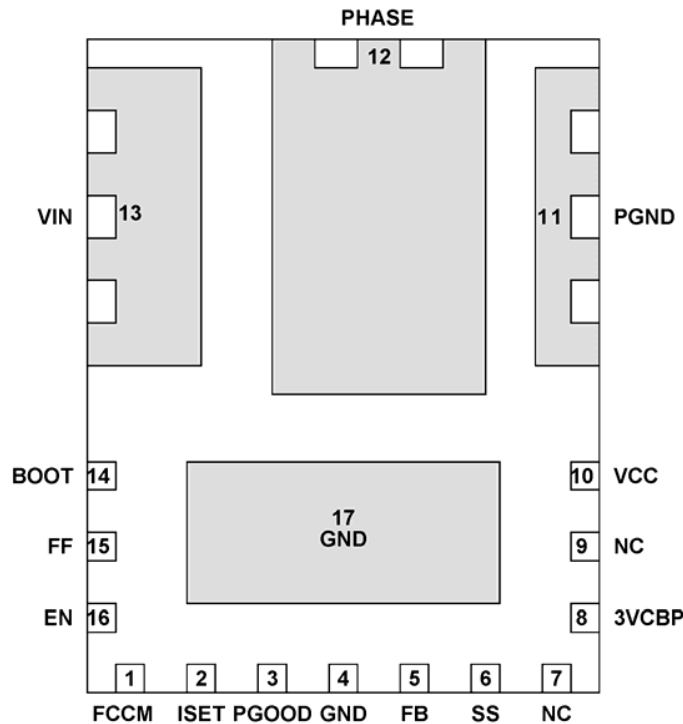 PHASE
12
VIN 13 11 PGND
BOOT 14 10 VCC
17
GND
FF 15 9 NC
EN 16 8 3VCBP
1 2 3 4 5 6 7
FCCM ISET PGOOD GND FB SS NC